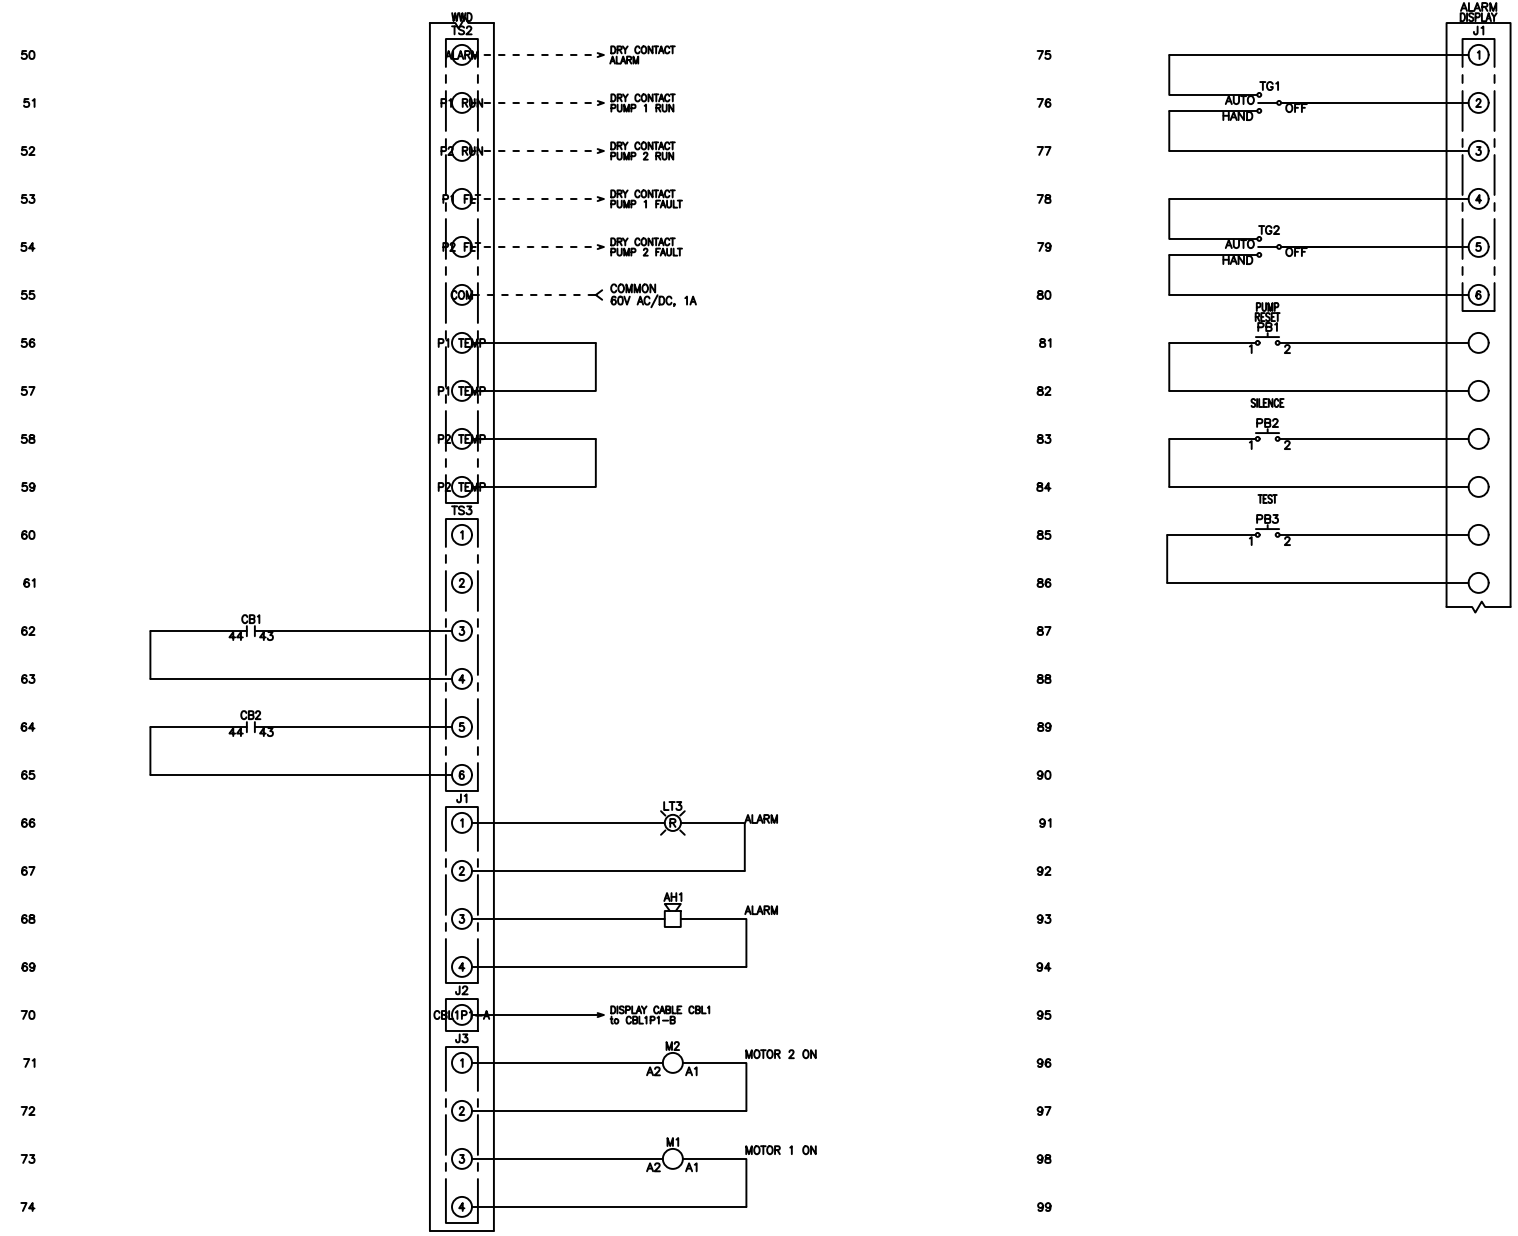 WWD
TS2
50 ALARM DRY CONTACT
ALARM
51 P1 RUN DRY CONTACT
PUMP 1 RUN
52 P2 RUN DRY CONTACT
PUMP 2 RUN
53 P1 FLT DRY CONTACT
PUMP 1 FAULT
54 P2 FLT DRY CONTACT
PUMP 2 FAULT
55 COM COMMON
60V AC/DC, 1A
56 P1 TEMP
57 P1 TEMP
58 P2 TEMP
59 P2 TEMP
TS3
60 1
61 2
CB1
62 44 43 3
63 4
CB2
64 44 43 5
65 6
J1
LT3
66 1 R ALARM
67 2
AH1
68 3 ALARM
69 4
J2
70 CBL1P1-A DISPLAY CABLE CBL1
to CBL1P1-B
J3
M2
71 1 A2 A1 MOTOR 2 ON
72 2
M1
73 3 A2 A1 MOTOR 1 ON
74 4
ALARM
DISPLAY
J1
75 1
TG1
76 AUTO OFF 2
HAND
77 3
78 4
TG2
79 AUTO OFF 5
HAND
80 6
PUMP
RESET
PB1
81 1 2
82
SILENCE
PB2
83 1 2
84
TEST
PB3
85 1 2
86
87
88
89
90
91
92
93
94
95
96
97
98
99